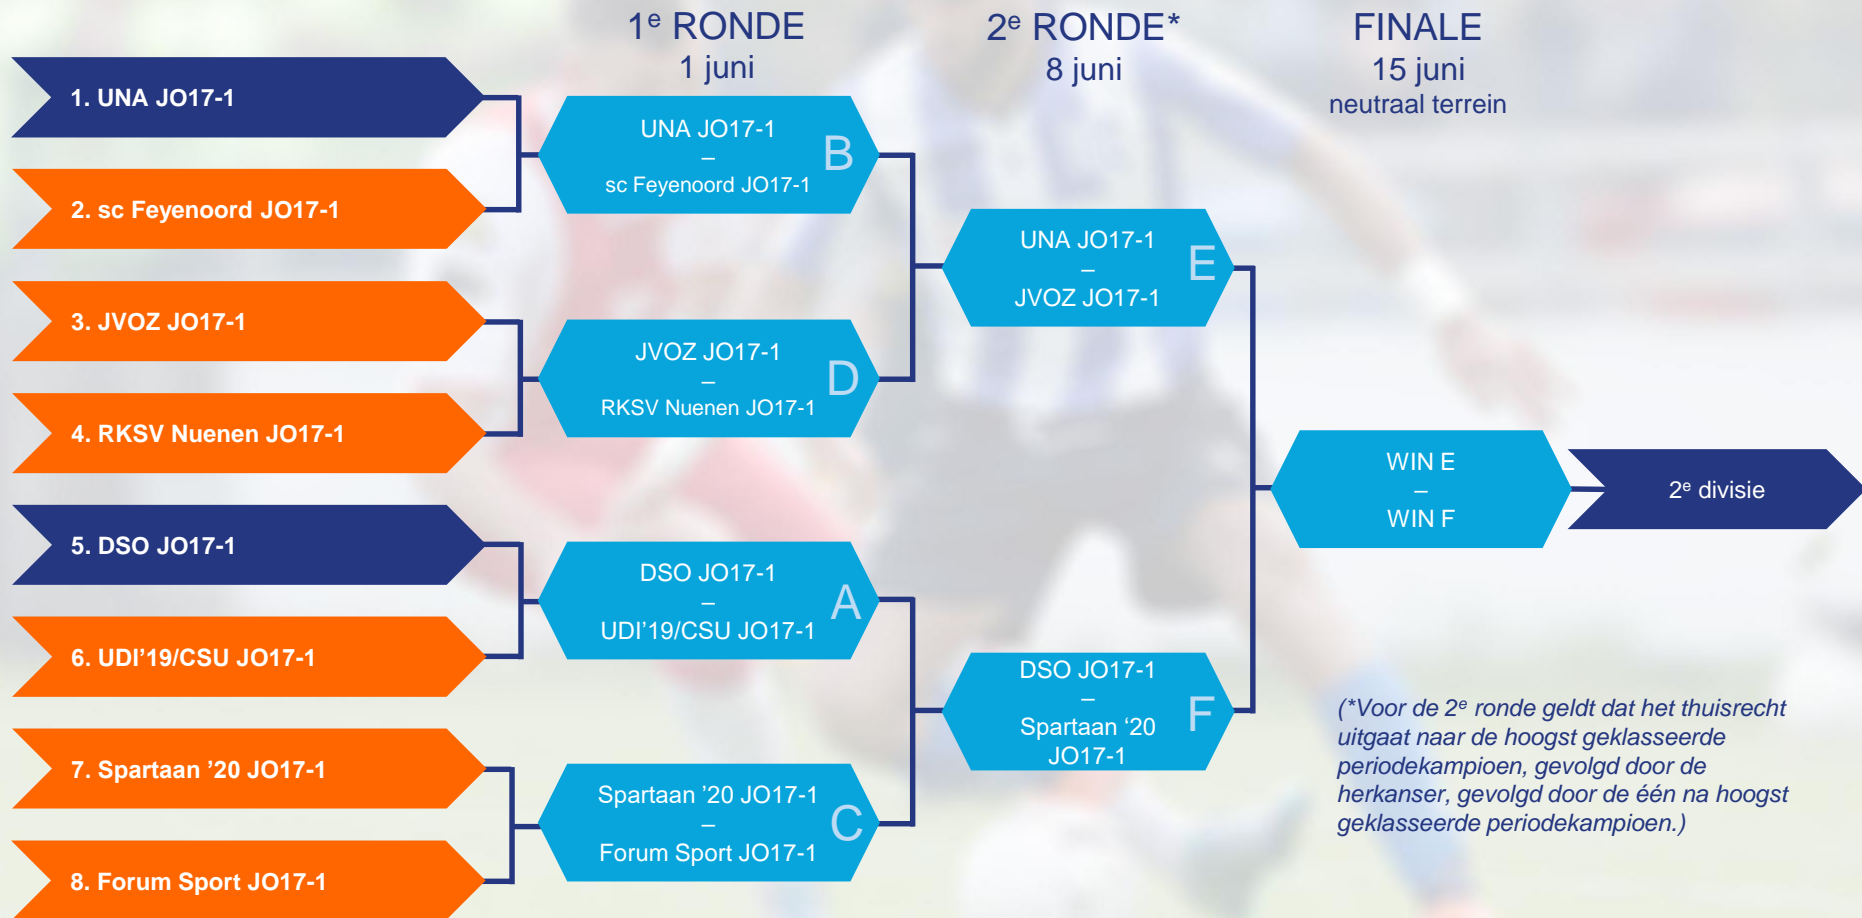 1e RONDE
1 juni
2e RONDE*
8 juni
FINALE
15 juni
neutraal terrein
1. UNA JO17-1
2. sc Feyenoord JO17-1
3. JVOZ JO17-1
4. RKSV Nuenen JO17-1
5. DSO JO17-1
6. UDI’19/CSU JO17-1
7. Spartaan ’20 JO17-1
8. Forum Sport JO17-1
UNA JO17-1
–
sc Feyenoord JO17-1
B
JVOZ JO17-1
–
RKSV Nuenen JO17-1
D
DSO JO17-1
–
UDI’19/CSU JO17-1
A
Spartaan ’20 JO17-1
–
Forum Sport JO17-1
C
UNA JO17-1
–
JVOZ JO17-1
E
DSO JO17-1
–
Spartaan ‘20
JO17-1
F
WIN E
–
WIN F
2e divisie
(*Voor de 2e ronde geldt dat het thuisrecht
uitgaat naar de hoogst geklasseerde
periodekampioen, gevolgd door de
herkanser, gevolgd door de één na hoogst
geklasseerde periodekampioen.)